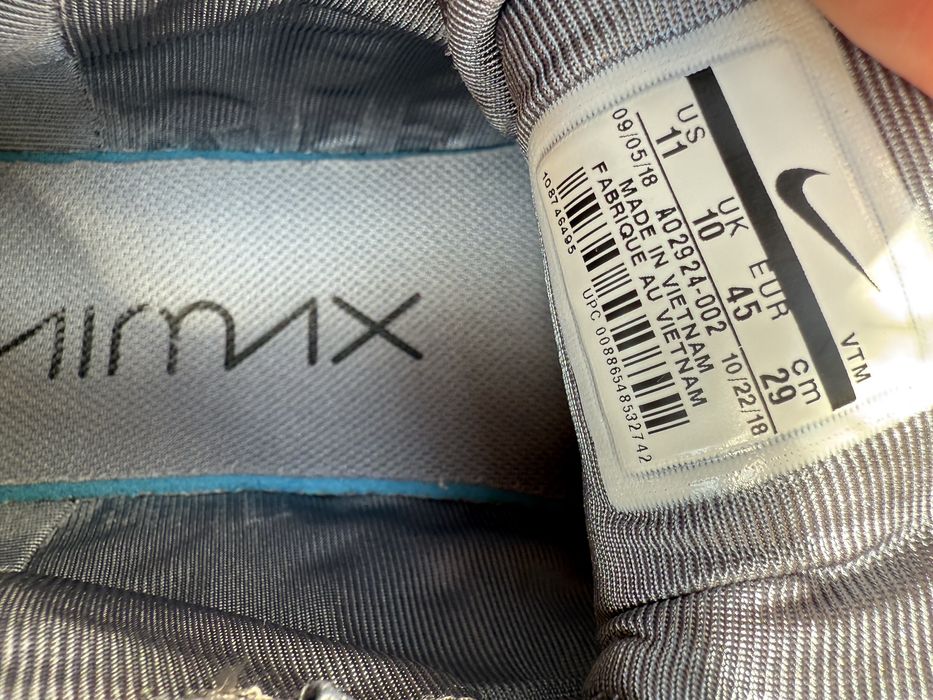 AIRMAX
VTM
US UK EUR cm
11 10 45 29
09/05/18 AO2924-002 10/22/18
MADE IN VIETNAM
FABRIQUE AU VIETNAM
108746495
UPC 00886548532742